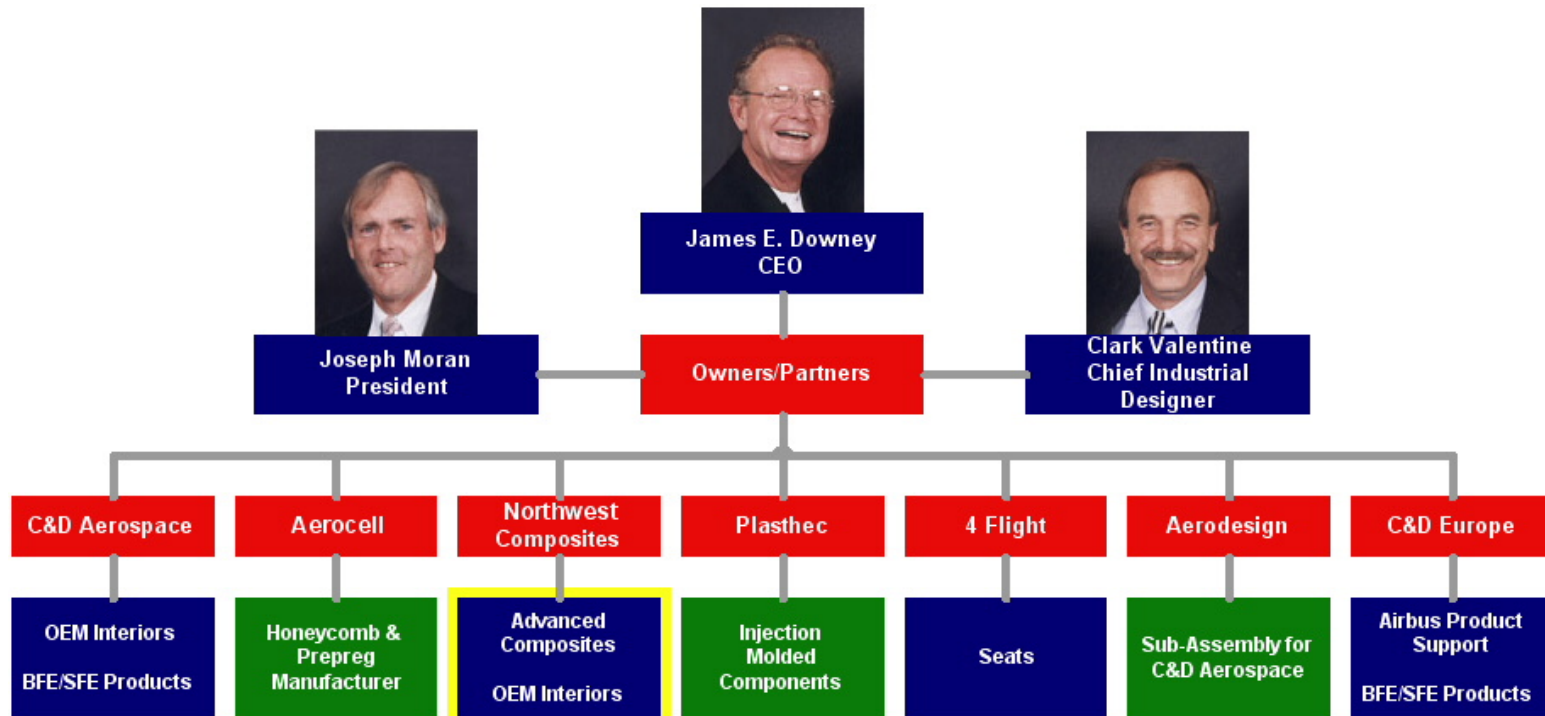 James E. Downey
CEO
Joseph Moran
President
Owners/Partners
Clark Valentine
Chief Industrial
Designer
C&D Aerospace
Aerocell
Northwest
Composites
Plasthec
4 Flight
Aerodesign
C&D Europe
OEM Interiors
BFE/SFE Products
Honeycomb &
Prepreg
Manufacturer
Advanced
Composites
OEM Interiors
Injection
Molded
Components
Seats
Sub-Assembly for
C&D Aerospace
Airbus Product
Support
BFE/SFE Products